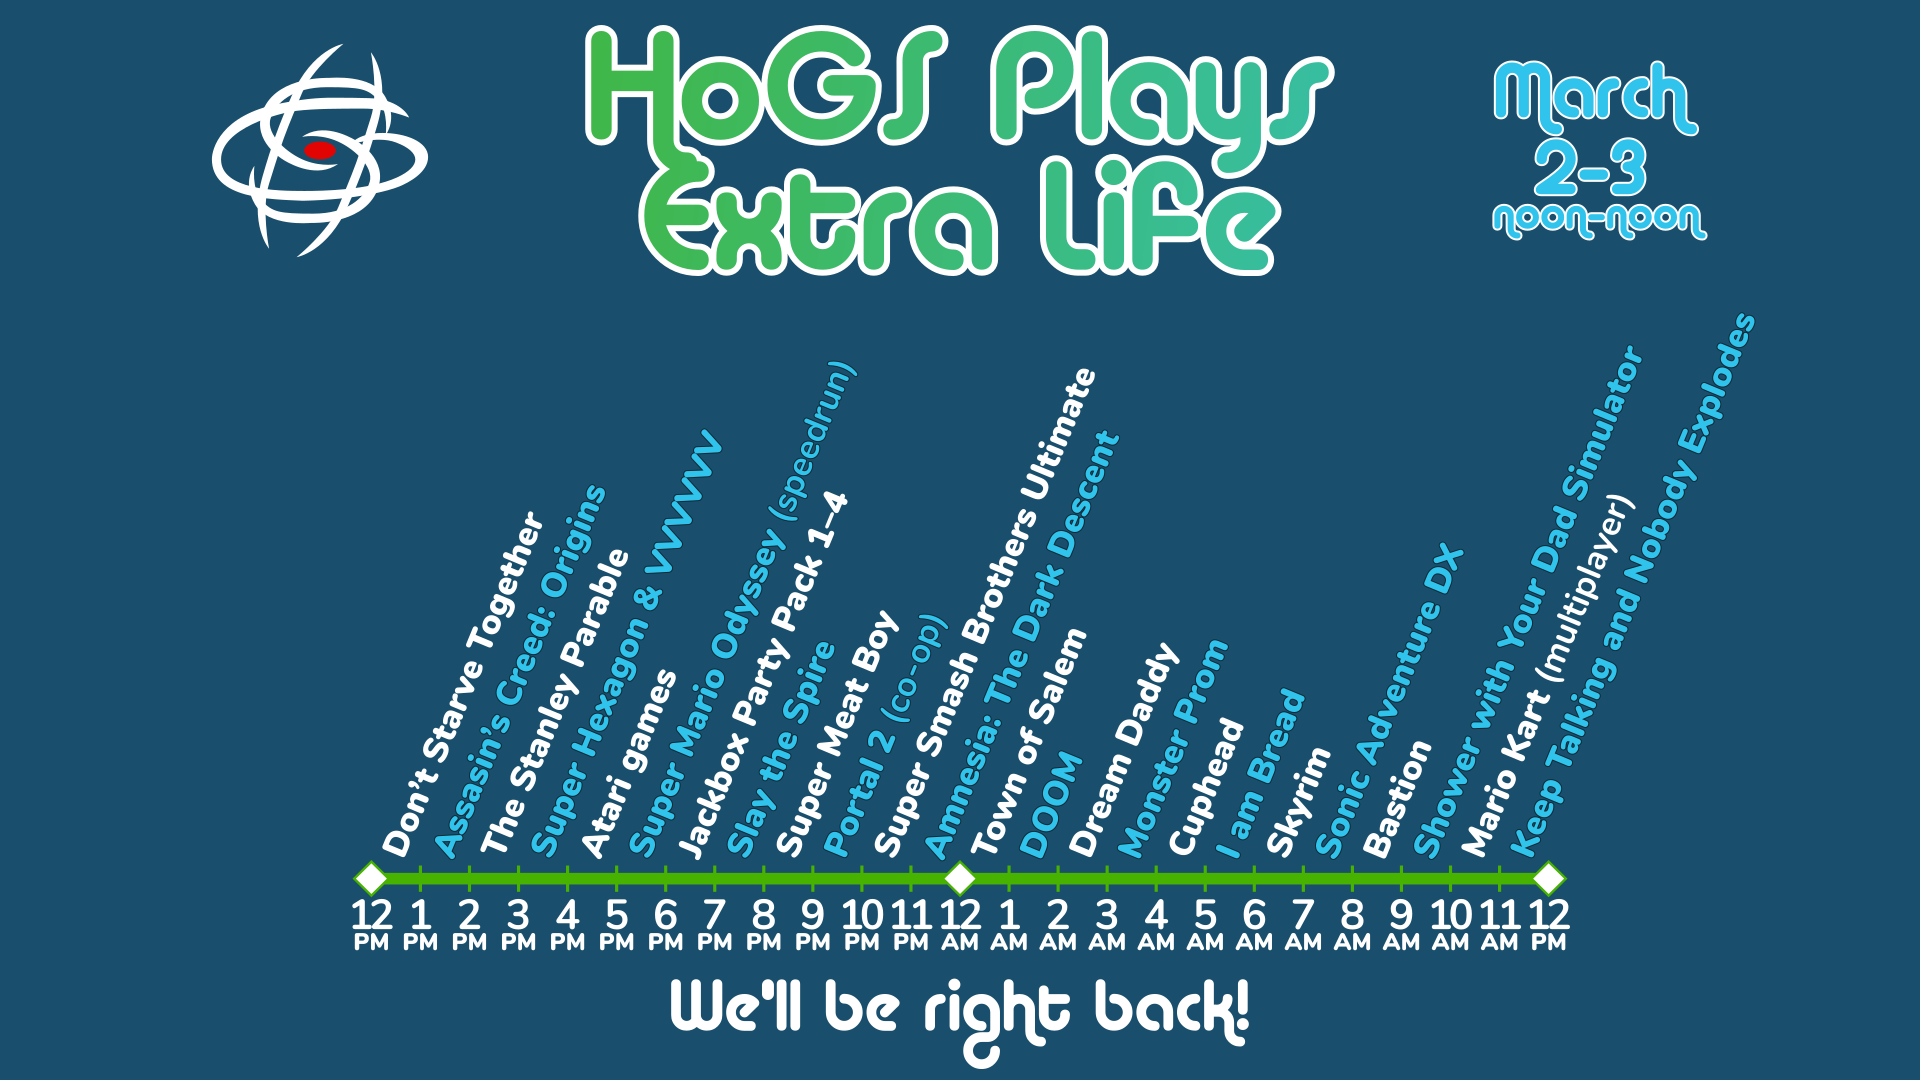 HoGS Plays
Extra Life
March
2-3
noon-noon
Don't Starve Together
Assasin's Creed: Origins
The Stanley Parable
Super Hexagon & VVVVVV
Atari games
Super Mario Odyssey (speedrun)
Jackbox Party Pack 1–4
Slay the Spire
Super Meat Boy
Portal 2 (co-op)
Super Smash Brothers Ultimate
Amnesia: The Dark Descent
Town of Salem
DOOM
Dream Daddy
Monster Prom
Cuphead
I am Bread
Skyrim
Sonic Adventure DX
Bastion
Shower with Your Dad Simulator
Mario Kart (multiplayer)
Keep Talking and Nobody Explodes
12 1 2 3 4 5 6 7 8 9 10 11 12 1 2 3 4 5 6 7 8 9 10 11 12
PM PM PM PM PM PM PM PM PM PM PM PM AM AM AM AM AM AM AM AM AM AM AM AM PM
We'll be right back!